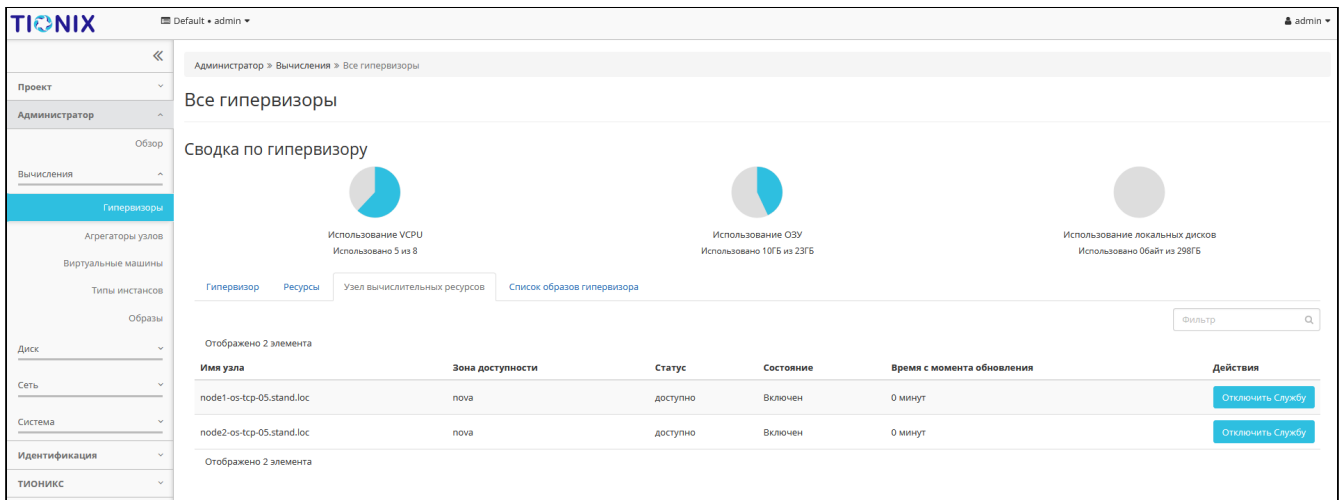 TIONIX
Default • admin
admin
Администратор » Вычисления » Все гипервизоры
Проект
Администратор
Обзор
Вычисления
Гипервизоры
Агрегаторы узлов
Виртуальные машины
Типы инстансов
Образы
Диск
Сеть
Система
Идентификация
ТИОНИКС
Все гипервизоры
Сводка по гипервизору
Использование VCPU
Использовано 5 из 8
Использование ОЗУ
Использовано 10ГБ из 23ГБ
Использование локальных дисков
Использовано 0байт из 298ГБ
Гипервизор Ресурсы Узел вычислительных ресурсов Список образов гипервизора
Фильтр
Отображено 2 элемента
Имя узла Зона доступности Статус Состояние Время с момента обновления Действия
node1-os-tcp-05.stand.loc nova доступно Включен 0 минут Отключить Службу
node2-os-tcp-05.stand.loc nova доступно Включен 0 минут Отключить Службу
Отображено 2 элемента